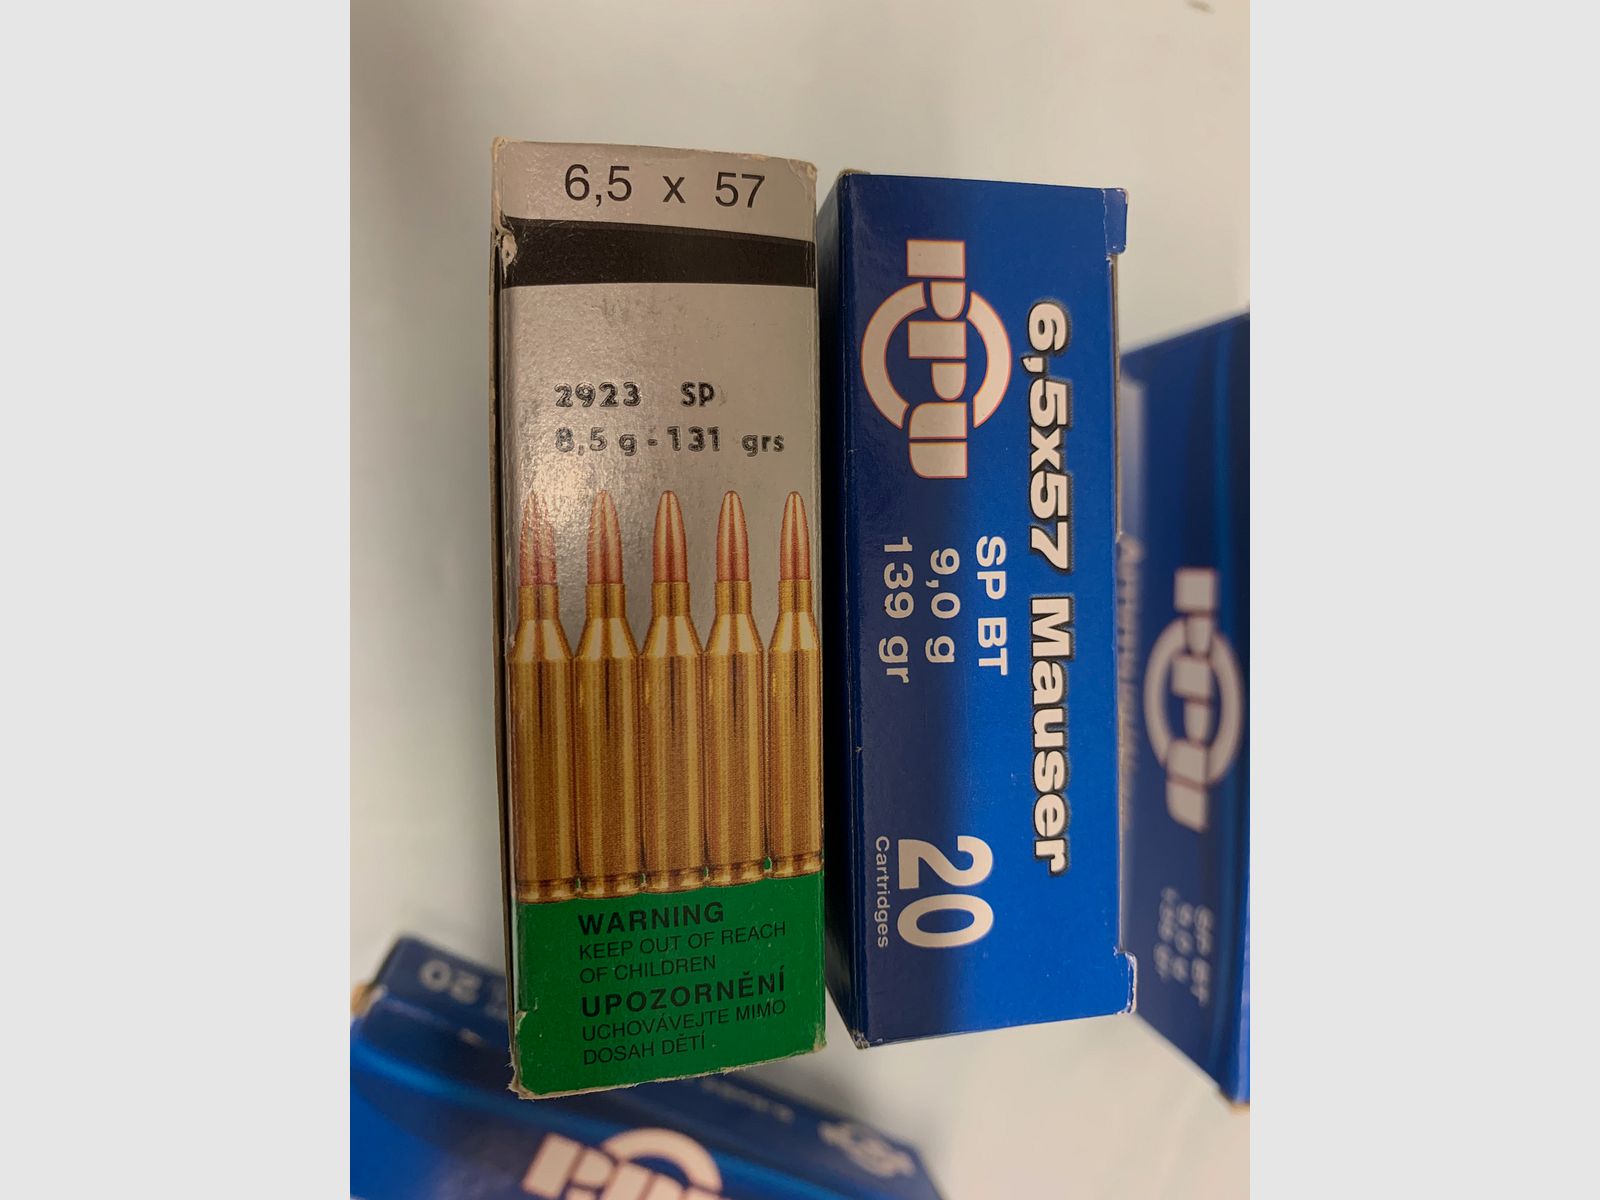 6,5 x 57
2923 SP
8,5 g - 131 grs
WARNING
KEEP OUT OF REACH
OF CHILDREN
UPOZORNĚNÍ
UCHOVÁVEJTE MIMO
DOSAH DĚTÍ
PPU
6,5x57 Mauser
SP BT
9,0 g
139 gr
20
Cartridges
PPU
SP BT
20
PPU